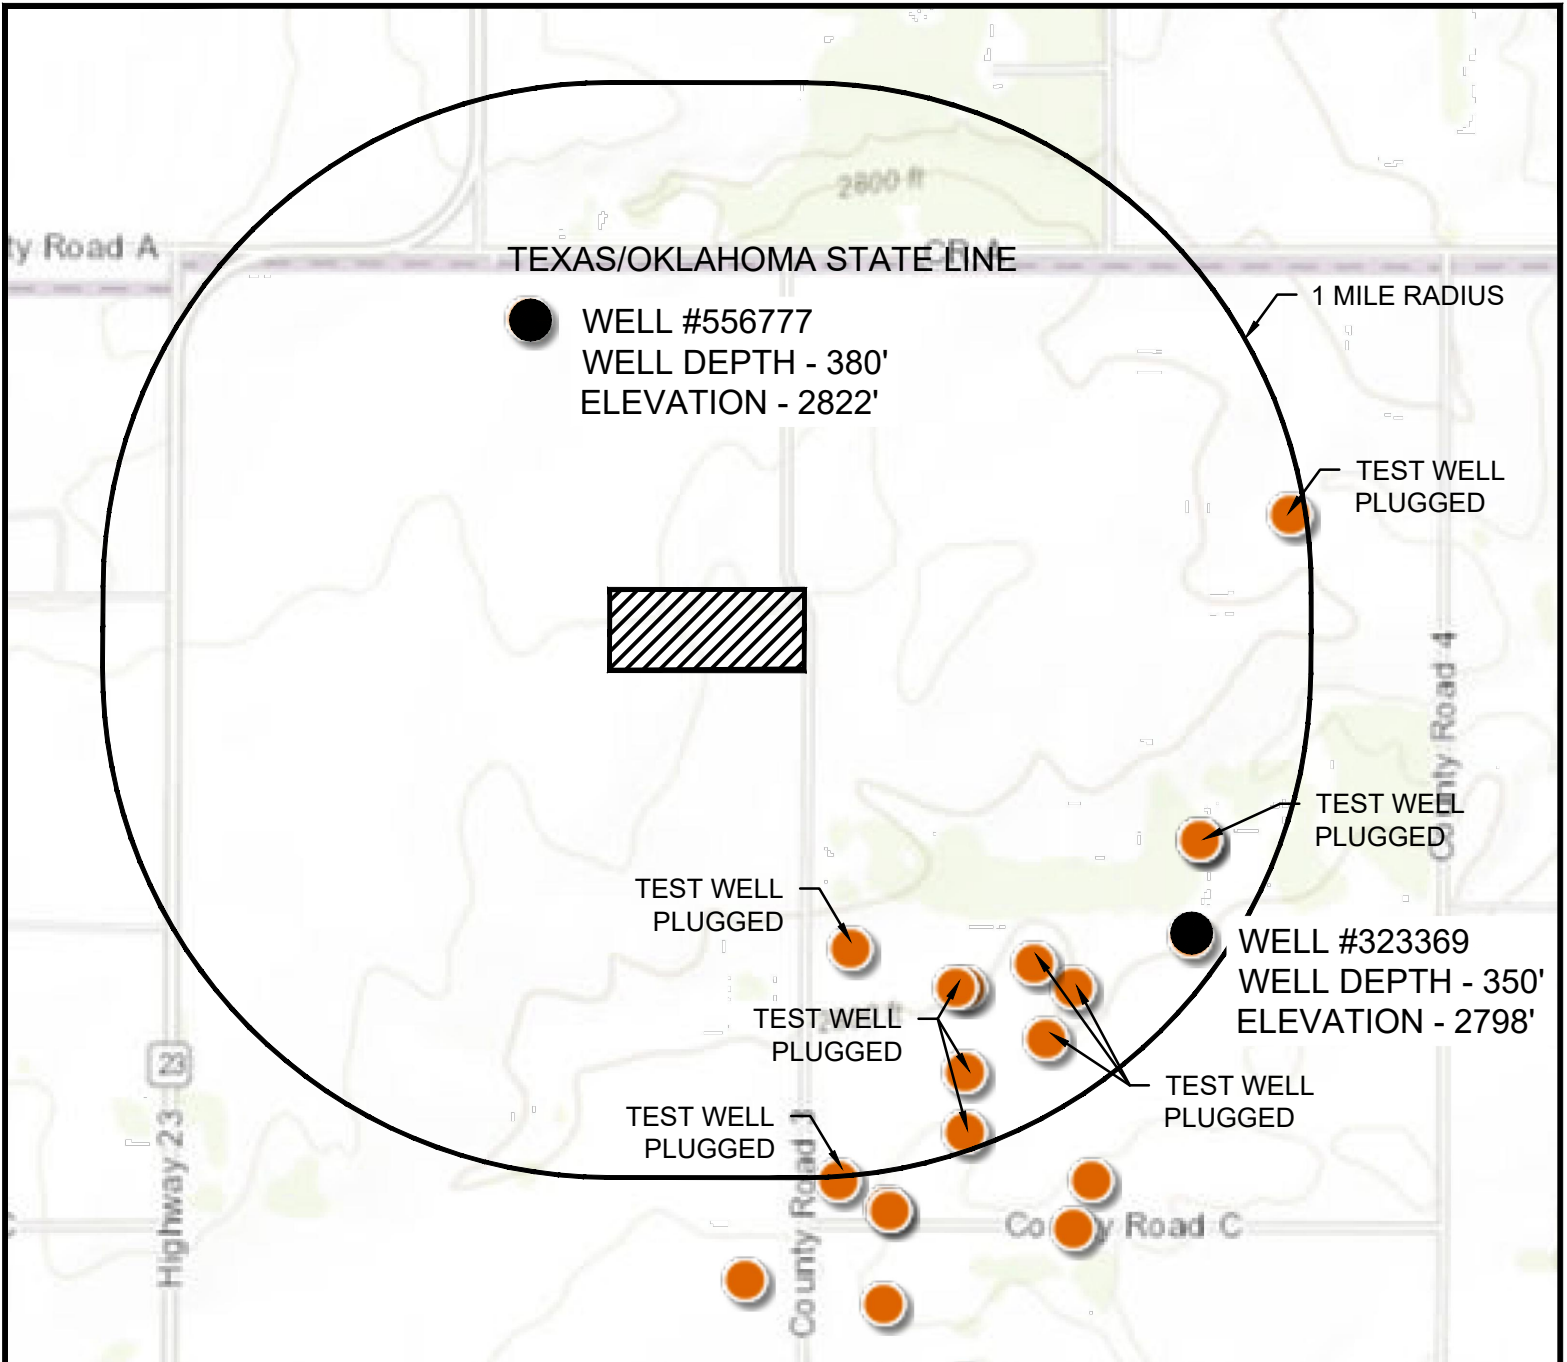 2800 ft
ty Road A
CR A
TEXAS/OKLAHOMA STATE LINE
1 MILE RADIUS
WELL #556777
WELL DEPTH - 380'
ELEVATION - 2822'
TEST WELL
PLUGGED
County Road 4
TEST WELL
PLUGGED
TEST WELL
PLUGGED
WELL #323369
WELL DEPTH - 350'
ELEVATION - 2798'
TEST WELL
PLUGGED
23
TEST WELL
PLUGGED
TEST WELL
PLUGGED
Highway 23
County Road 1
Road C